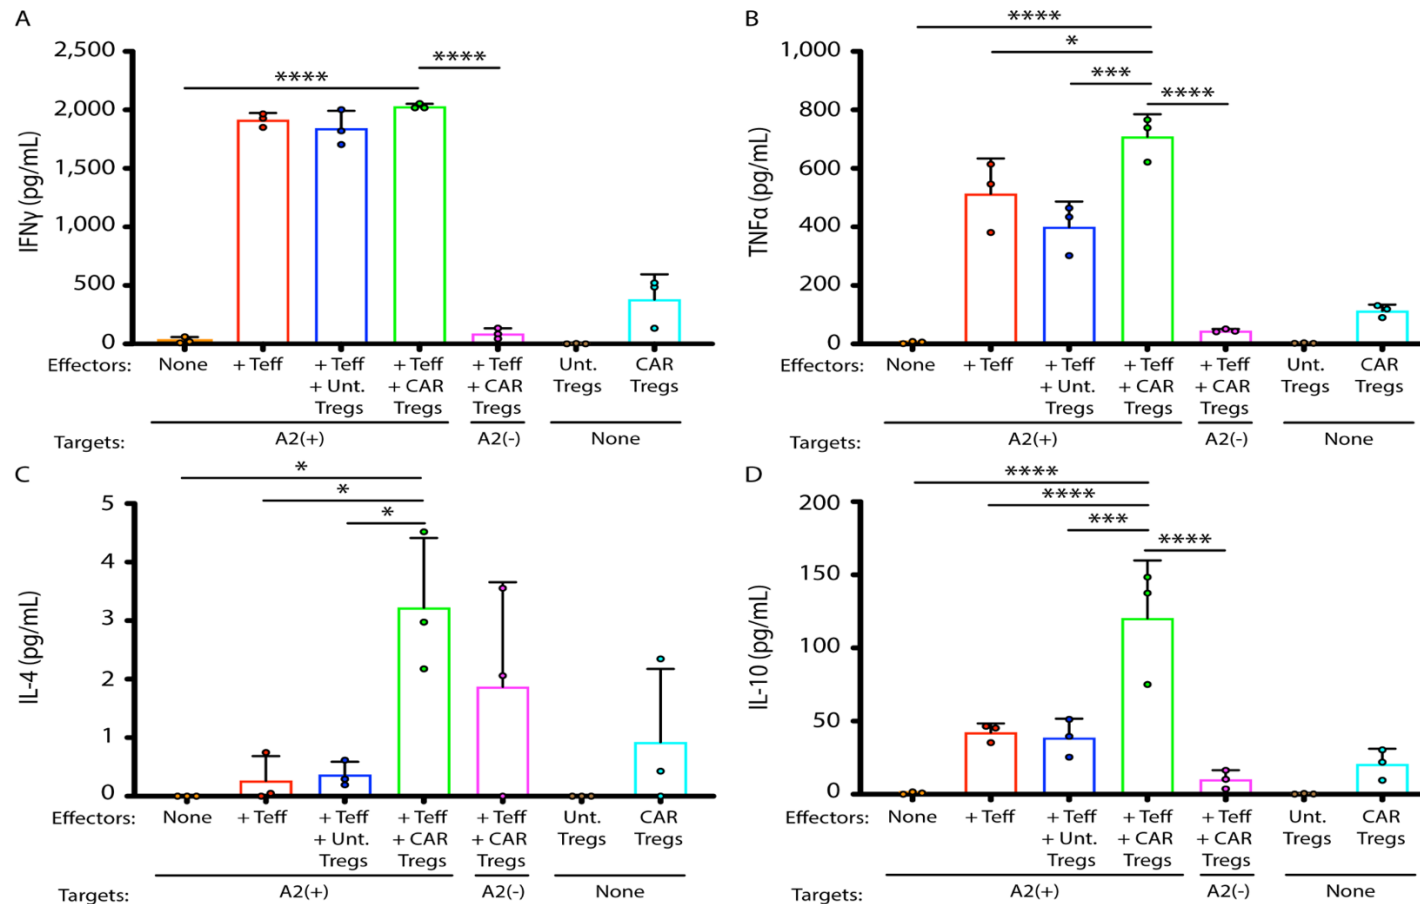 A
2,500
2,000
1,500
1,000
500
0
IFNγ (pg/mL)
****
****
Effectors:
None
+ Teff
+ Teff
+ Unt.
Tregs
+ Teff
+ CAR
Tregs
+ Teff
+ CAR
Tregs
Unt.
Tregs
CAR
Tregs
Targets:
A2(+)
A2(-)
None
B
1,000
800
600
400
200
0
TNFα (pg/mL)
****
*
***
****
Effectors:
None
+ Teff
+ Teff
+ Unt.
Tregs
+ Teff
+ CAR
Tregs
+ Teff
+ CAR
Tregs
Unt.
Tregs
CAR
Tregs
Targets:
A2(+)
A2(-)
None
C
5
4
3
2
1
0
IL-4 (pg/mL)
*
*
*
Effectors:
None
+ Teff
+ Teff
+ Unt.
Tregs
+ Teff
+ CAR
Tregs
+ Teff
+ CAR
Tregs
Unt.
Tregs
CAR
Tregs
Targets:
A2(+)
A2(-)
None
D
200
150
100
50
0
IL-10 (pg/mL)
****
****
***
****
Effectors:
None
+ Teff
+ Teff
+ Unt.
Tregs
+ Teff
+ CAR
Tregs
+ Teff
+ CAR
Tregs
Unt.
Tregs
CAR
Tregs
Targets:
A2(+)
A2(-)
None